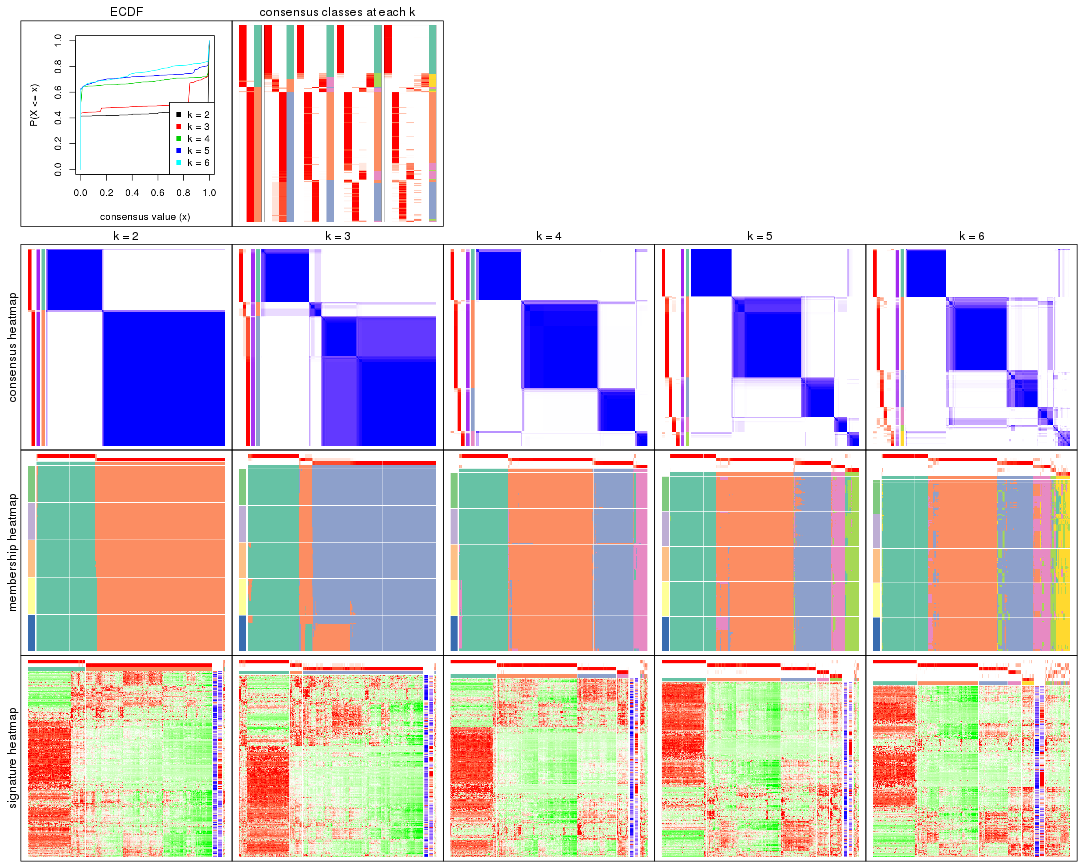 ECDF
consensus classes at each k
P(X <= x)
0.0 0.2 0.4 0.6 0.8 1.0
k = 2
k = 3
k = 4
k = 5
k = 6
0.0 0.2 0.4 0.6 0.8 1.0
consensus value (x)
k = 2
k = 3
k = 4
k = 5
k = 6
consensus heatmap
membership heatmap
signature heatmap